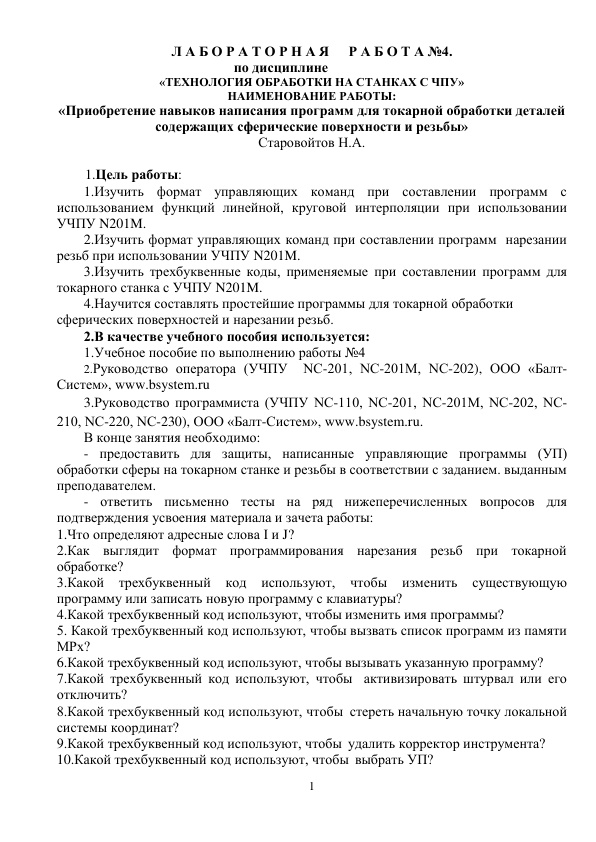 Л А Б О Р А Т О Р Н А Я Р А Б О Т А №4.
по дисциплине
«ТЕХНОЛОГИЯ ОБРАБОТКИ НА СТАНКАХ С ЧПУ»
НАИМЕНОВАНИЕ РАБОТЫ:
«Приобретение навыков написания программ для токарной обработки деталей
содержащих сферические поверхности и резьбы»
Старовойтов Н.А.
1.Цель работы:
1.Изучить формат управляющих команд при составлении программ с
использованием функций линейной, круговой интерполяции при использовании
УЧПУ N201М.
2.Изучить формат управляющих команд при составлении программ нарезании
резьб при использовании УЧПУ N201М.
3.Изучить трехбуквенные коды, применяемые при составлении программ для
токарного станка с УЧПУ N201М.
4.Научится составлять простейшие программы для токарной обработки
сферических поверхностей и нарезании резьб.
2.В качестве учебного пособия используется:
1.Учебное пособие по выполнению работы №4
2.Руководство оператора (УЧПУ NC-201, NC-201М, NC-202), ООО «Балт-
Систем», www.bsystem.ru
3.Руководство программиста (УЧПУ NC-110, NC-201, NC-201М, NC-202, NC-
210, NC-220, NC-230), ООО «Балт-Систем», www.bsystem.ru.
В конце занятия необходимо:
- предоставить для защиты, написанные управляющие программы (УП)
обработки сферы на токарном станке и резьбы в соответствии с заданием. выданным
преподавателем.
- ответить письменно тесты на ряд нижеперечисленных вопросов для
подтверждения усвоения материала и зачета работы:
1.Что определяют адресные слова I и J?
2.Как выглядит формат программирования нарезания резьб при токарной
обработке?
3.Какой трехбуквенный код используют, чтобы изменить существующую
программу или записать новую программу с клавиатуры?
4.Какой трехбуквенный код используют, чтобы изменить имя программы?
5. Какой трехбуквенный код используют, чтобы вызвать список программ из памяти
МРх?
6.Какой трехбуквенный код используют, чтобы вызывать указанную программу?
7.Какой трехбуквенный код используют, чтобы активизировать штурвал или его
отключить?
8.Какой трехбуквенный код используют, чтобы стереть начальную точку локальной
системы координат?
9.Какой трехбуквенный код используют, чтобы удалить корректор инструмента?
10.Какой трехбуквенный код используют, чтобы выбрать УП?
1